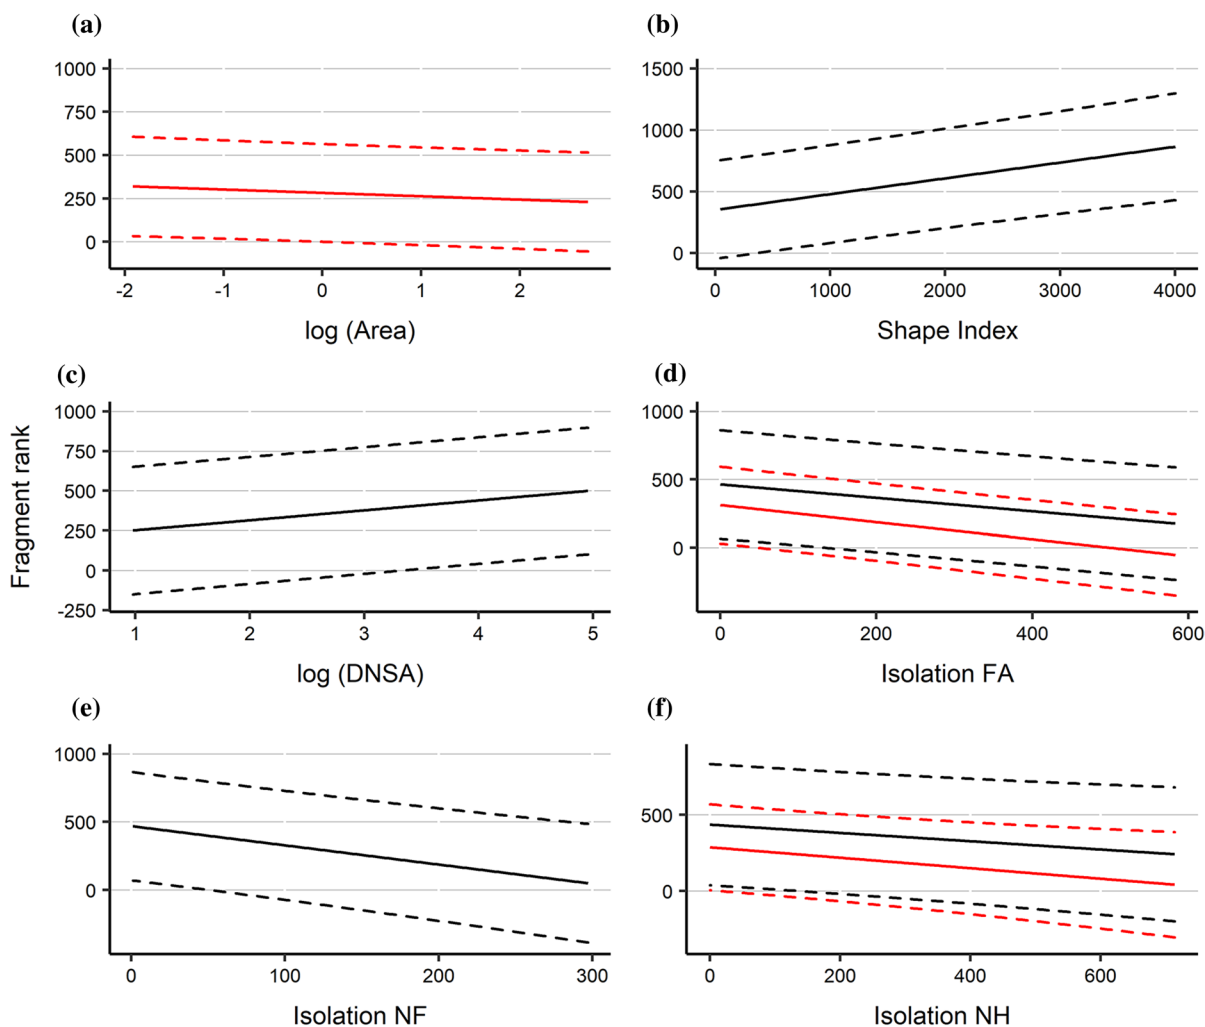 (a)
1000
750
500
250
0
-2 -1 0 1 2
log (Area)
(b)
1500
1000
500
0
0 1000 2000 3000 4000
Shape Index
Fragment rank
(c)
1000
750
500
250
0
-250
1 2 3 4 5
log (DNSA)
(d)
1000
500
0
0 200 400 600
Isolation FA
(e)
1000
500
0
0 100 200 300
Isolation NF
(f)
500
0
0 200 400 600
Isolation NH